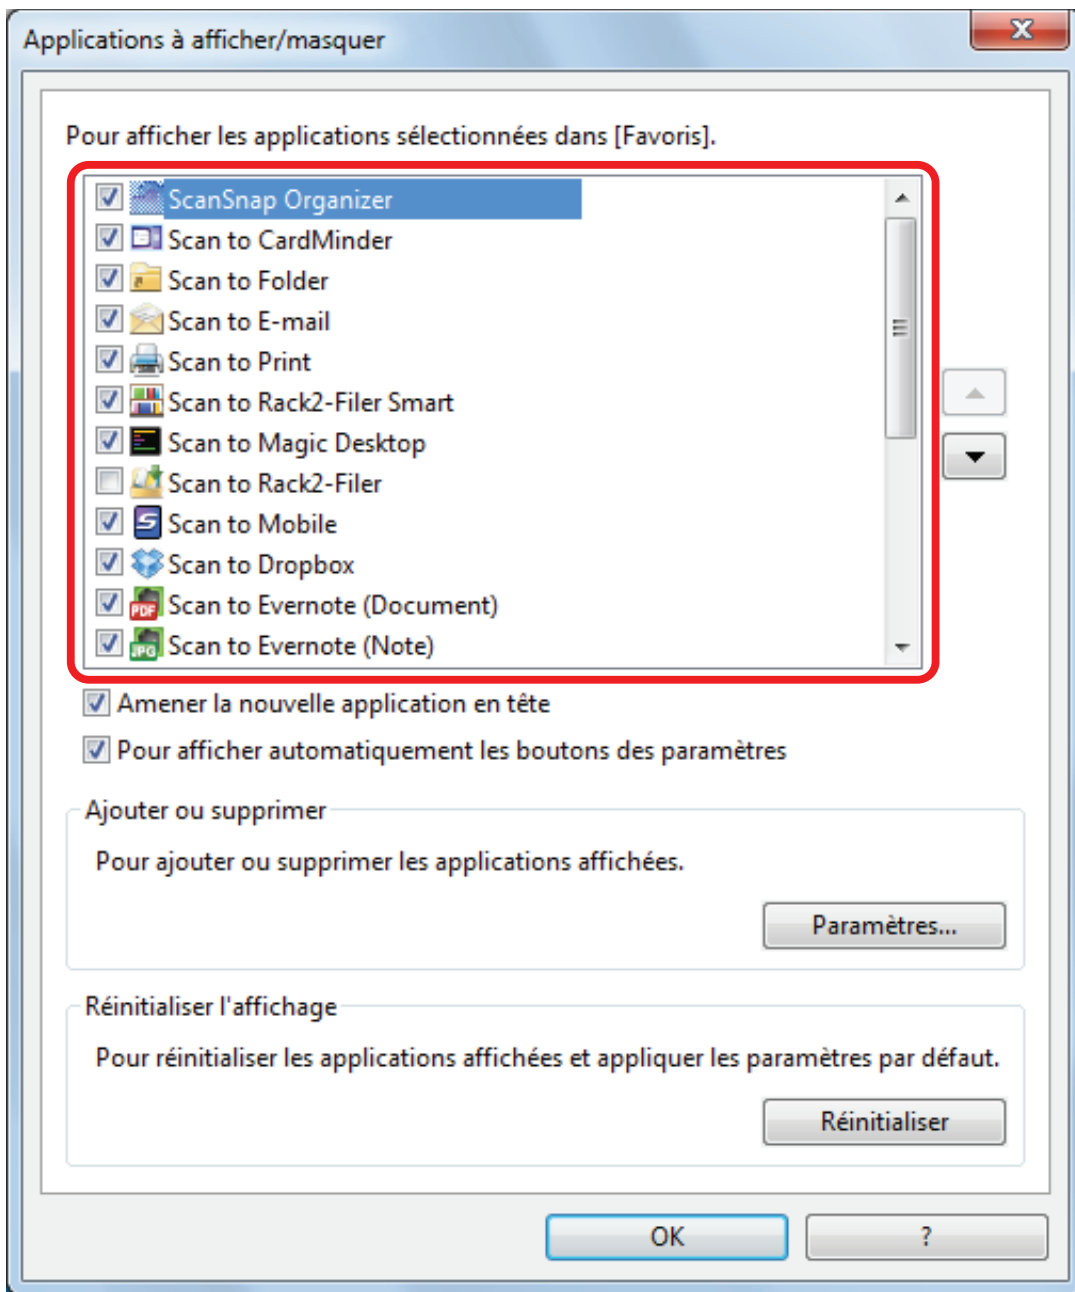 Applications à afficher/masquer
Pour afficher les applications sélectionnées dans [Favoris].
ScanSnap Organizer
Scan to CardMinder
Scan to Folder
Scan to E-mail
Scan to Print
Scan to Rack2-Filer Smart
Scan to Magic Desktop
Scan to Rack2-Filer
Scan to Mobile
Scan to Dropbox
PDF Scan to Evernote (Document)
JPG Scan to Evernote (Note)
Amener la nouvelle application en tête
Pour afficher automatiquement les boutons des paramètres
Ajouter ou supprimer
Pour ajouter ou supprimer les applications affichées.
Paramètres...
Réinitialiser l'affichage
Pour réinitialiser les applications affichées et appliquer les paramètres par défaut.
Réinitialiser
OK
?